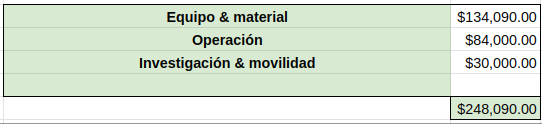 Equipo & material $134,090.00
Operación $84,000.00
Investigación & movilidad $30,000.00
$248,090.00